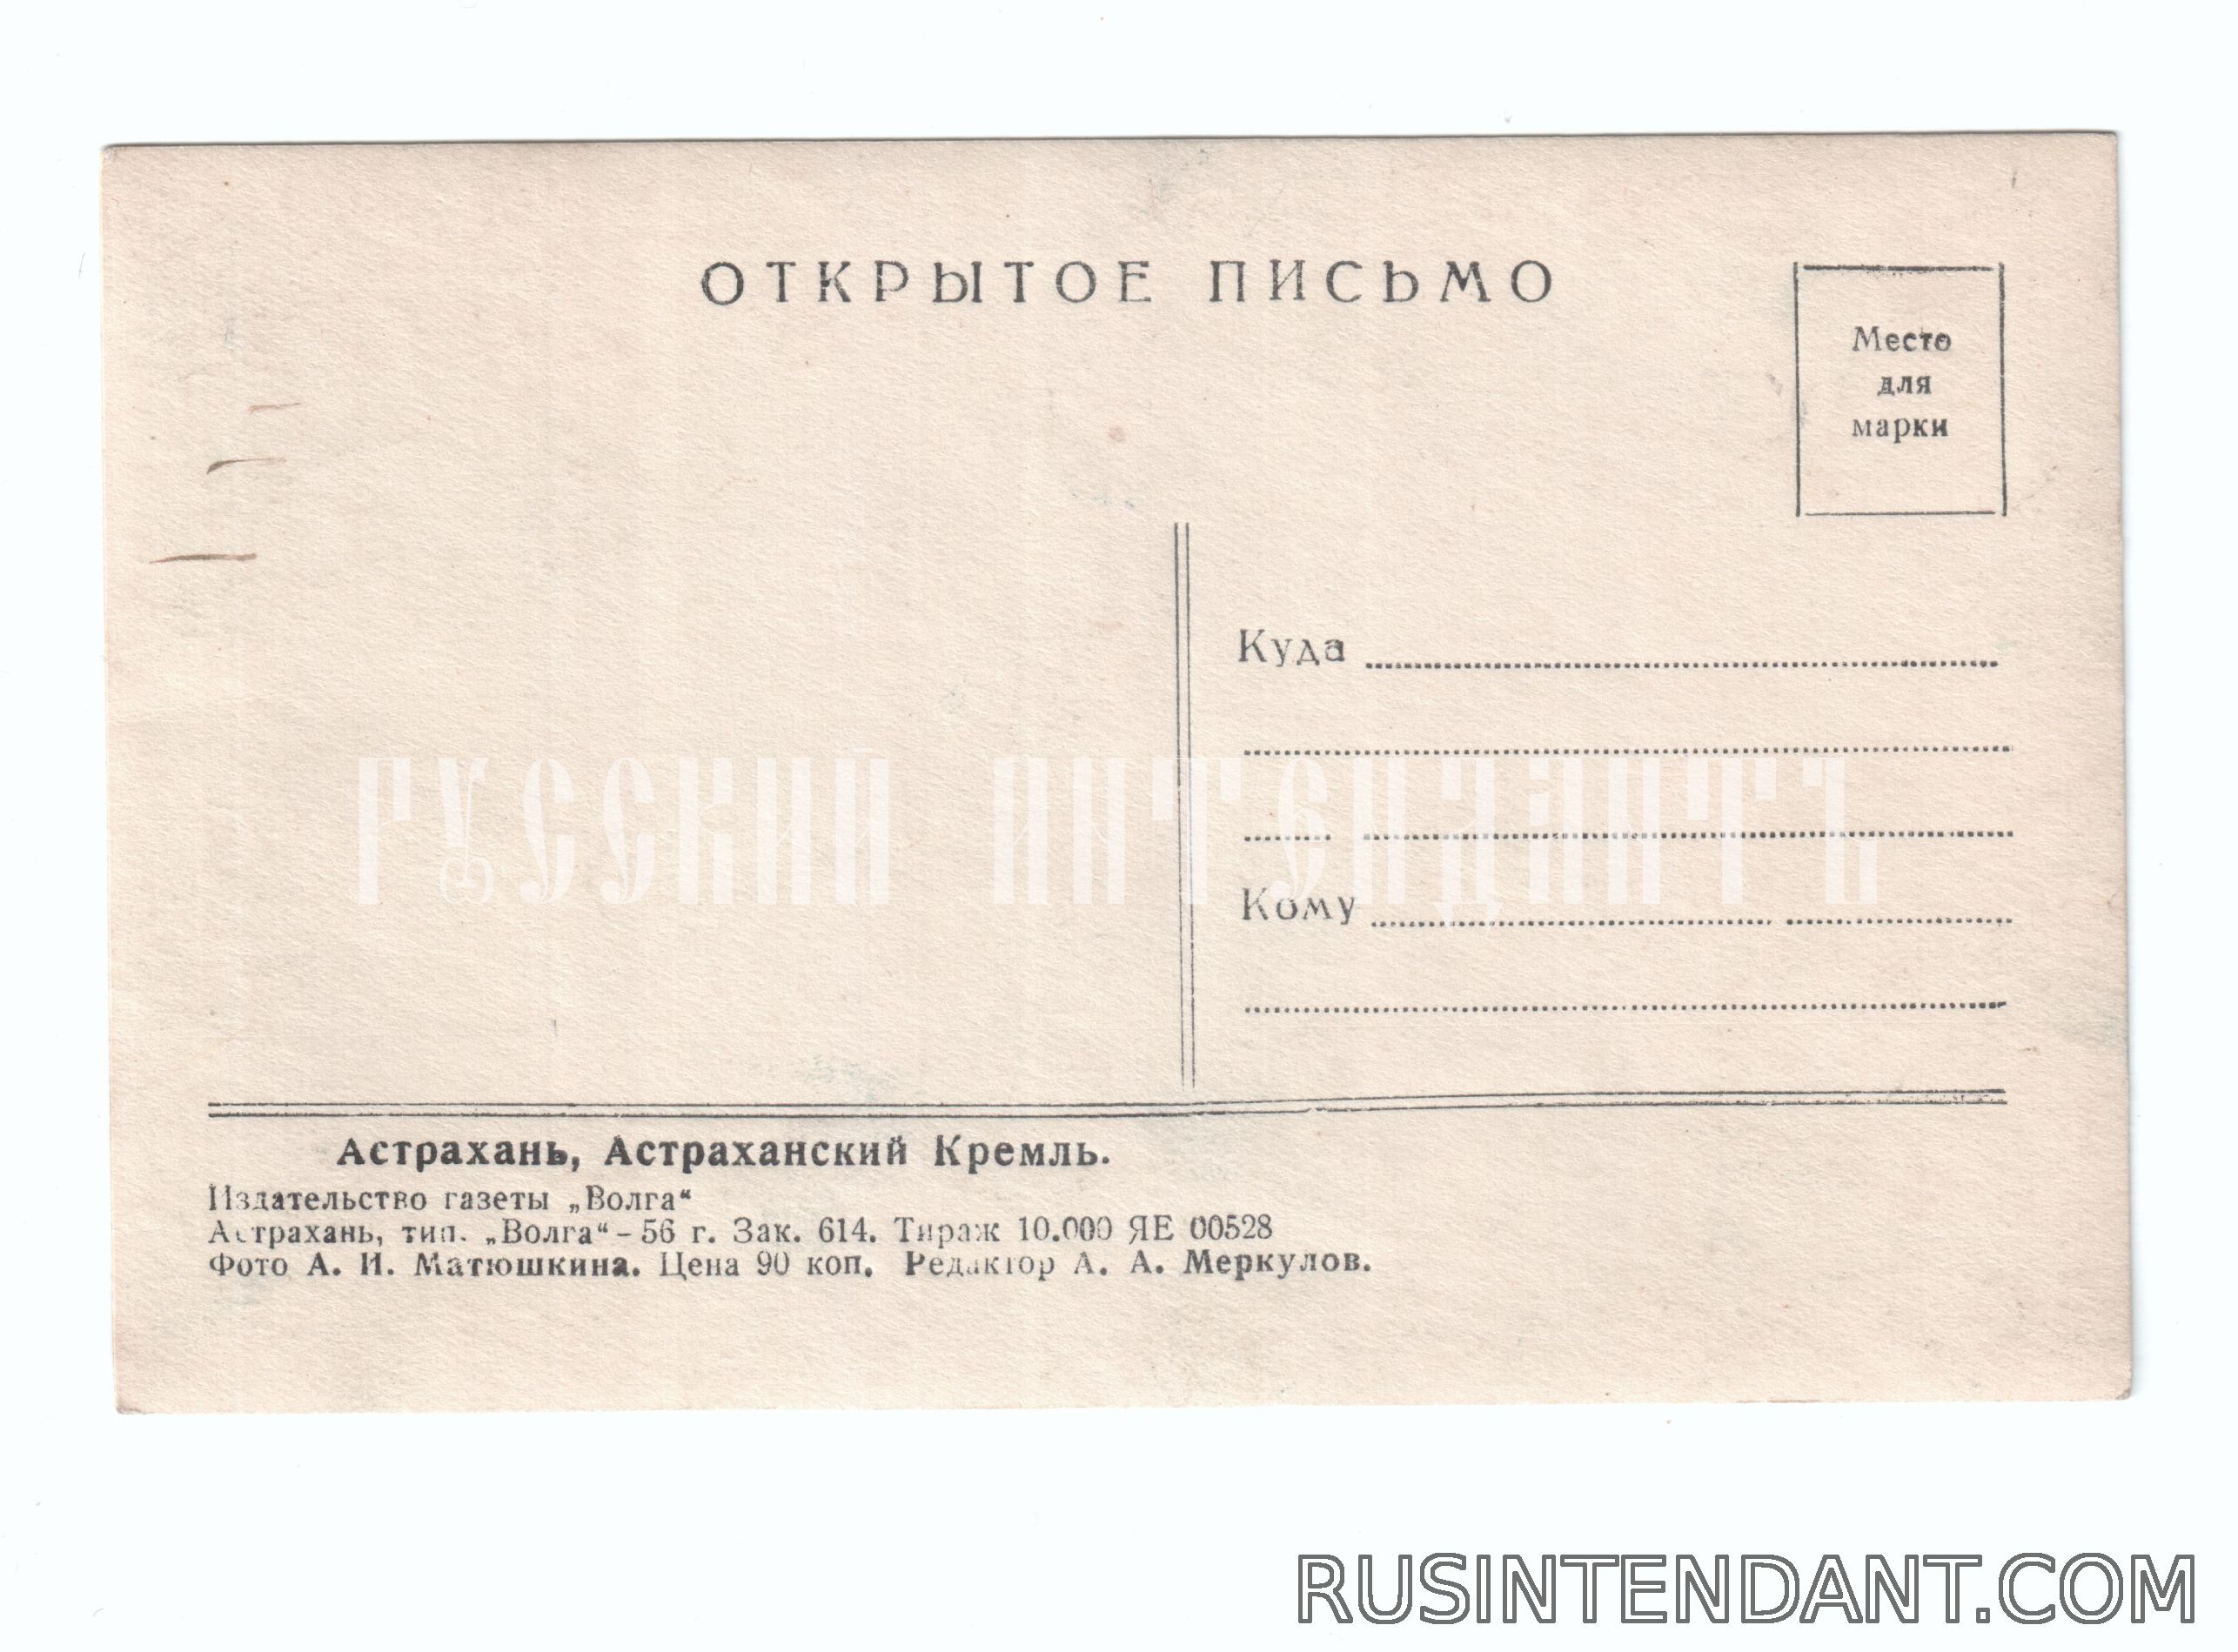 ОТКРЫТОЕ ПИСЬМО
Место
для
марки
Куда
РУССКИЙ ИНТЕНДАНТЪ
Кому
Астрахань, Астраханский Кремль.
Издательство газеты „Волга“
Астрахань, тип. „Волга“ – 56 г. Зак. 614. Тираж 10.000 ЯЕ 00528
Фото А. И. Матюшкина. Цена 90 коп. Редактор А. А. Меркулов.
RUSINTENDANT.COM